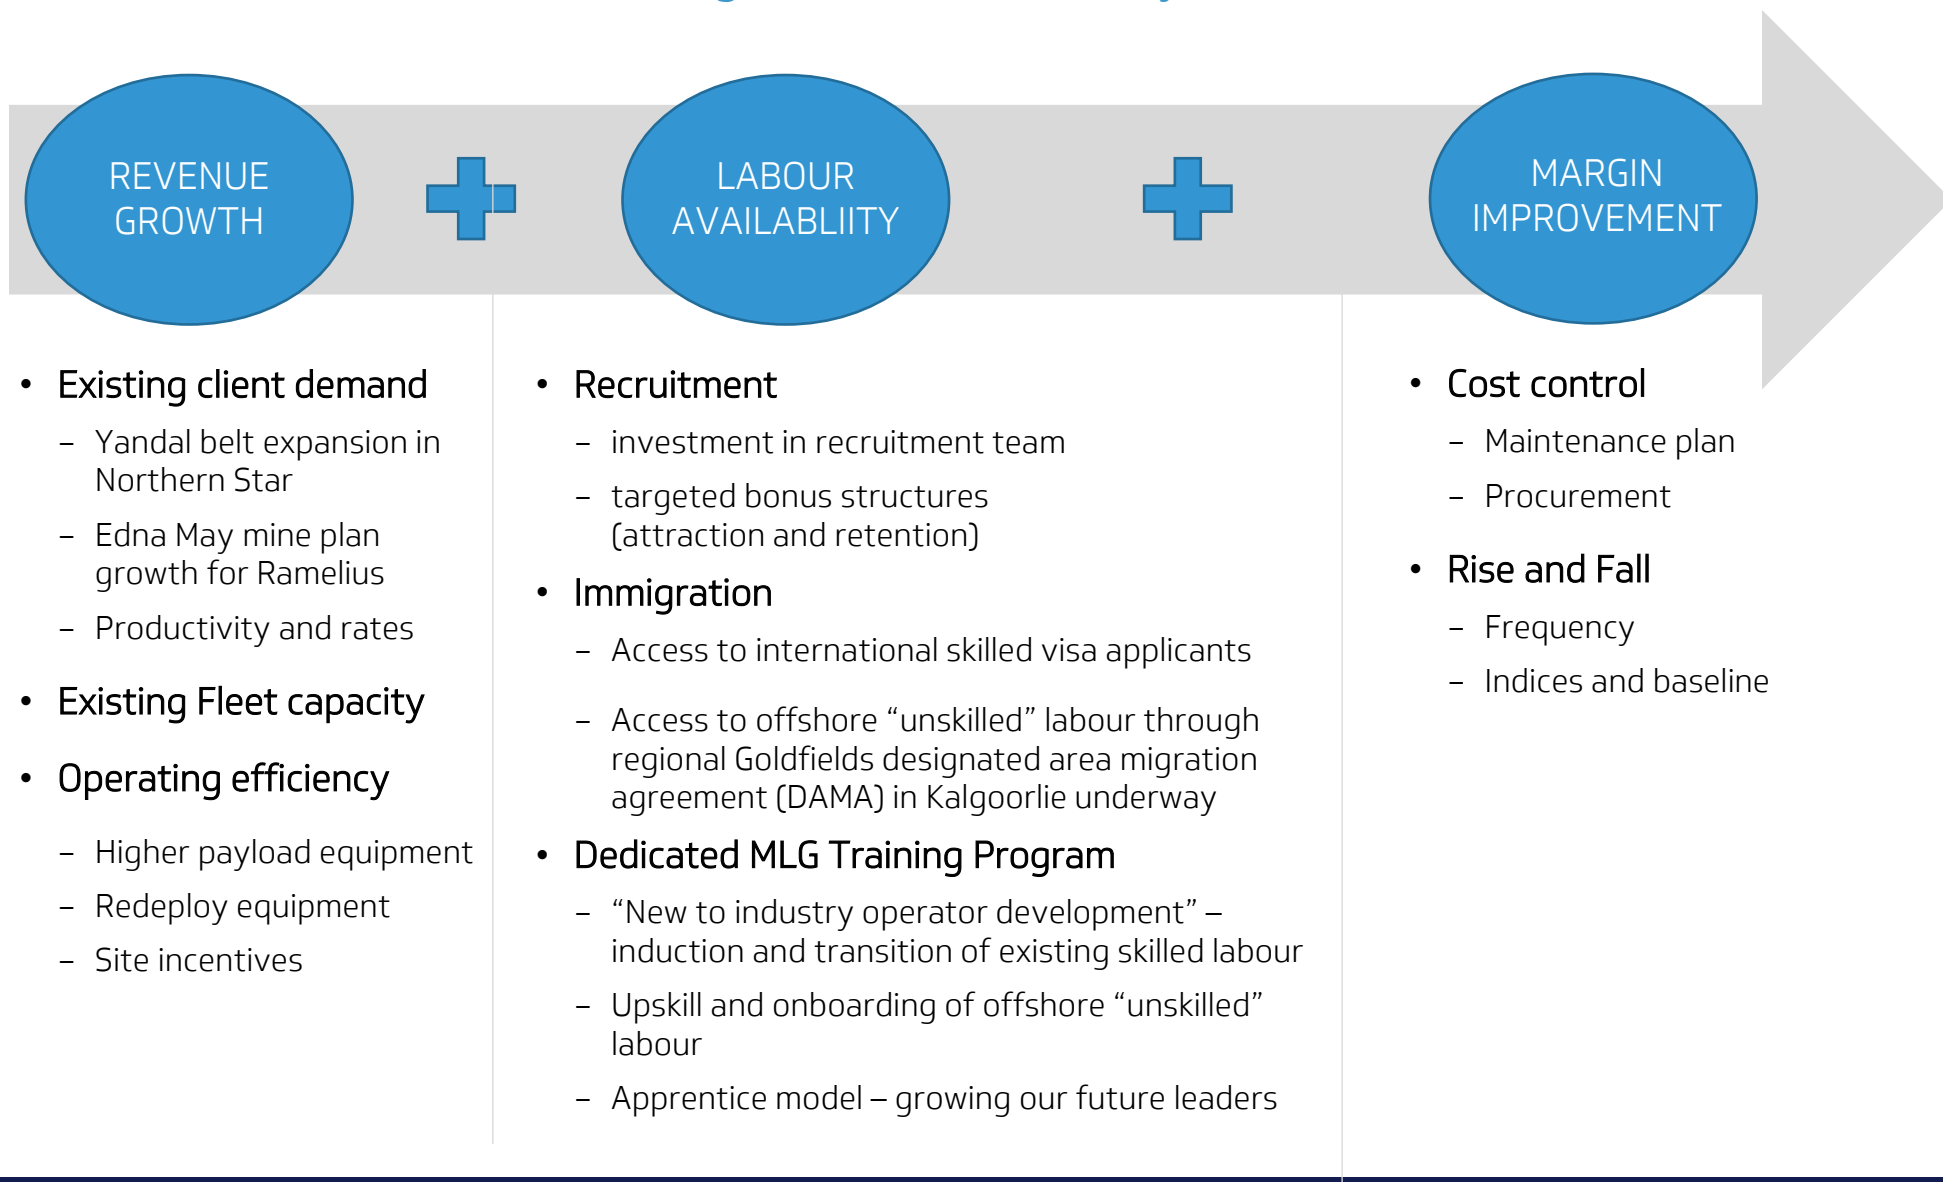 REVENUE
GROWTH
LABOUR
AVAILABLIITY
MARGIN
IMPROVEMENT
• Existing client demand
– Yandal belt expansion in
Northern Star
– Edna May mine plan
growth for Ramelius
– Productivity and rates
• Existing Fleet capacity
• Operating efficiency
– Higher payload equipment
– Redeploy equipment
– Site incentives
• Recruitment
– investment in recruitment team
– targeted bonus structures
(attraction and retention)
• Immigration
– Access to international skilled visa applicants
– Access to offshore “unskilled” labour through
regional Goldfields designated area migration
agreement (DAMA) in Kalgoorlie underway
• Dedicated MLG Training Program
– “New to industry operator development” –
induction and transition of existing skilled labour
– Upskill and onboarding of offshore “unskilled”
labour
– Apprentice model – growing our future leaders
• Cost control
– Maintenance plan
– Procurement
• Rise and Fall
– Frequency
– Indices and baseline